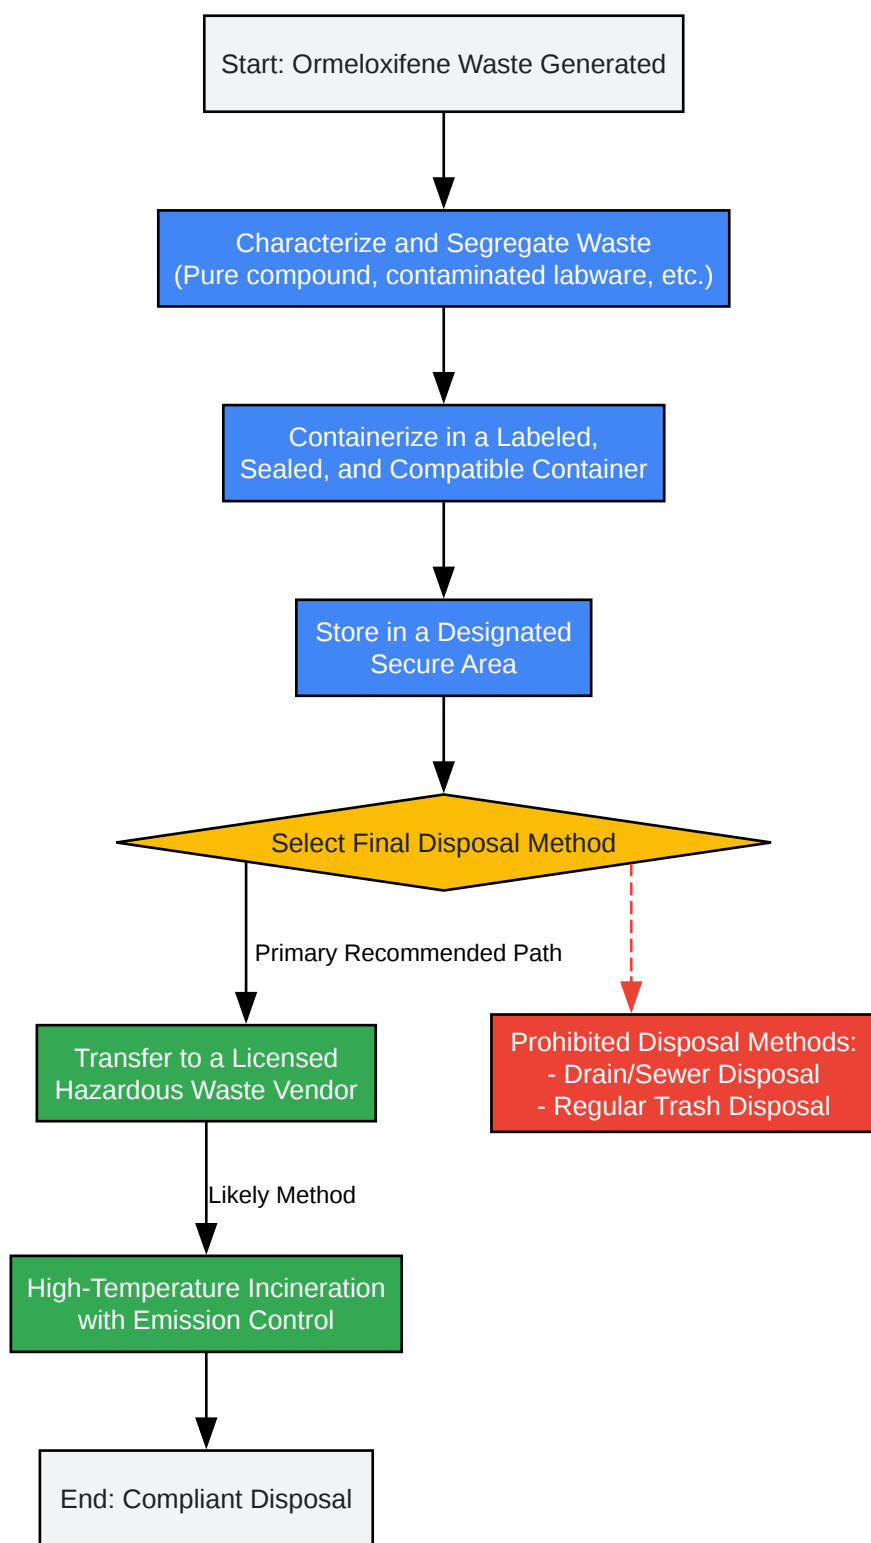 Start: Ormeloxifene Waste Generated
Characterize and Segregate Waste
(Pure compound, contaminated labware, etc.)
Containerize in a Labeled,
Sealed, and Compatible Container
Store in a Designated
Secure Area
Select Final Disposal Method
Primary Recommended Path
Transfer to a Licensed
Hazardous Waste Vendor
Prohibited Disposal Methods:
- Drain/Sewer Disposal
- Regular Trash Disposal
Likely Method
High-Temperature Incineration
with Emission Control
End: Compliant Disposal